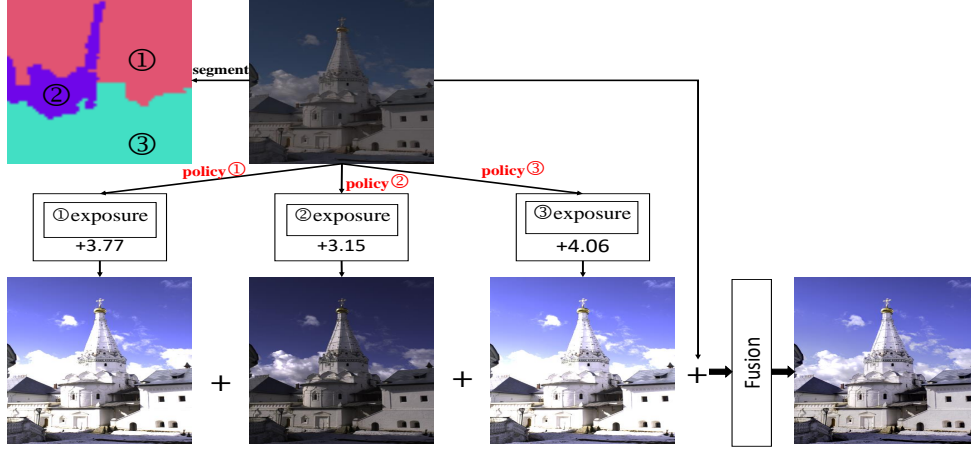 ①
segment
②
③
policy①
policy②
policy③
①exposure
+3.77
②exposure
+3.15
③exposure
+4.06
+
+
+
Fusion